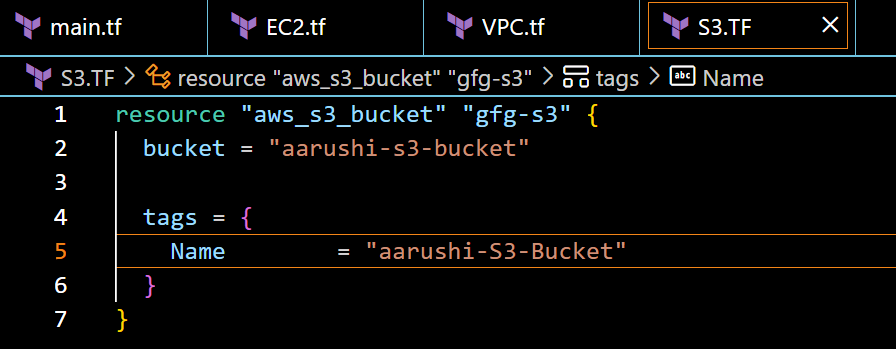 main.tf EC2.tf VPC.tf S3.TF
S3.TF > resource "aws_s3_bucket" "gfg-s3" > tags > abc Name
1 resource "aws_s3_bucket" "gfg-s3" {
2   bucket = "aarushi-s3-bucket"
3
4   tags = {
5     Name        = "aarushi-S3-Bucket"
6   }
7 }